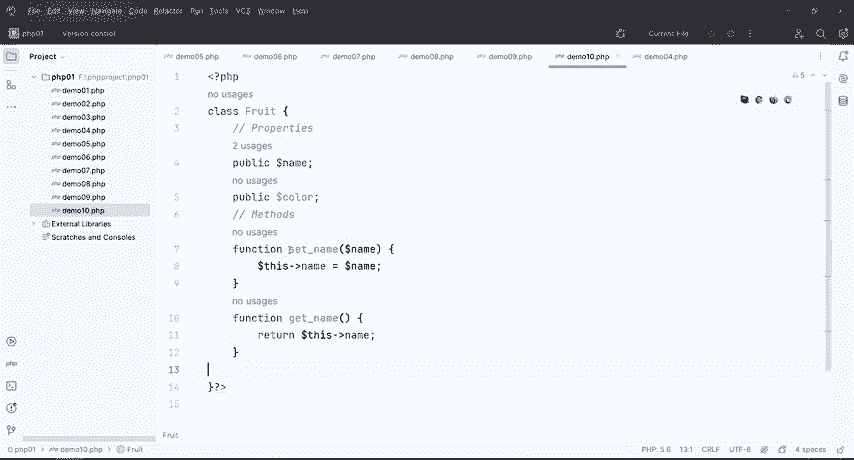 File Edit View Navigate Code Refactor Run Tools VCS Window Help
php01 Version control Current File
Project
demo05.php demo06.php demo07.php demo08.php demo09.php demo10.php demo04.php
php01 F:\phpproject\php01
demo01.php
demo02.php
demo03.php
demo04.php
demo05.php
demo06.php
demo07.php
demo08.php
demo09.php
demo10.php
External Libraries
Scratches and Consoles
5
1 <?php
no usages
2 class Fruit {
3 // Properties
2 usages
4 public $name;
no usages
5 public $color;
6 // Methods
no usages
7 function set_name($name) {
8 $this->name = $name;
9 }
no usages
10 function get_name() {
11 return $this->name;
12 }
13
14 }?>
15
Fruit
php
php01 > demo10.php > Fruit
PHP: 5.6 13:1 CRLF UTF-8 4 spaces